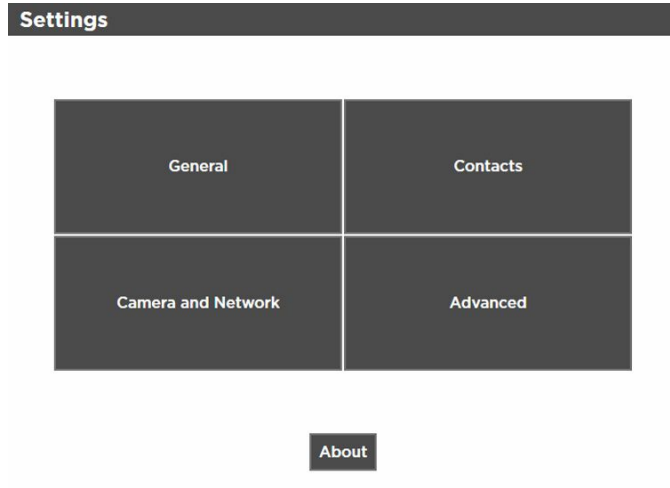 Settings
General
Contacts
Camera and Network
Advanced
About